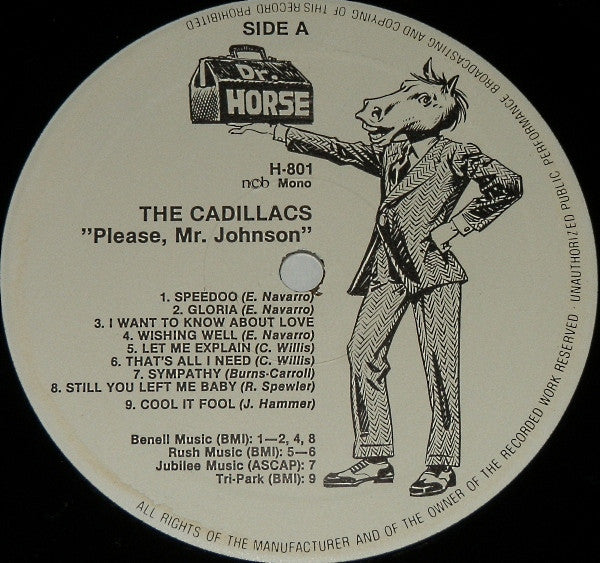 SIDE A
Dr.
HORSE
H-801
ncb Mono
THE CADILLACS
"Please, Mr. Johnson"
1. SPEEDOO (E. Navarro)
2. GLORIA (E. Navarro)
3. I WANT TO KNOW ABOUT LOVE
4. WISHING WELL (E. Navarro)
5. LET ME EXPLAIN (C. Willis)
6. THAT'S ALL I NEED (C. Willis)
7. SYMPATHY (Burns-Carroll)
8. STILL YOU LEFT ME BABY (R. Spewler)
9. COOL IT FOOL (J. Hammer)
Benell Music (BMI): 1—2, 4, 8
Rush Music (BMI): 5—6
Jubilee Music (ASCAP): 7
Tri-Park (BMI): 9
ALL RIGHTS OF THE MANUFACTURER AND OF THE OWNER OF THE RECORDED WORK RESERVED · UNAUTHORIZED PUBLIC PERFORMANCE BROADCASTING AND COPYING OF THIS RECORD PROHIBITED